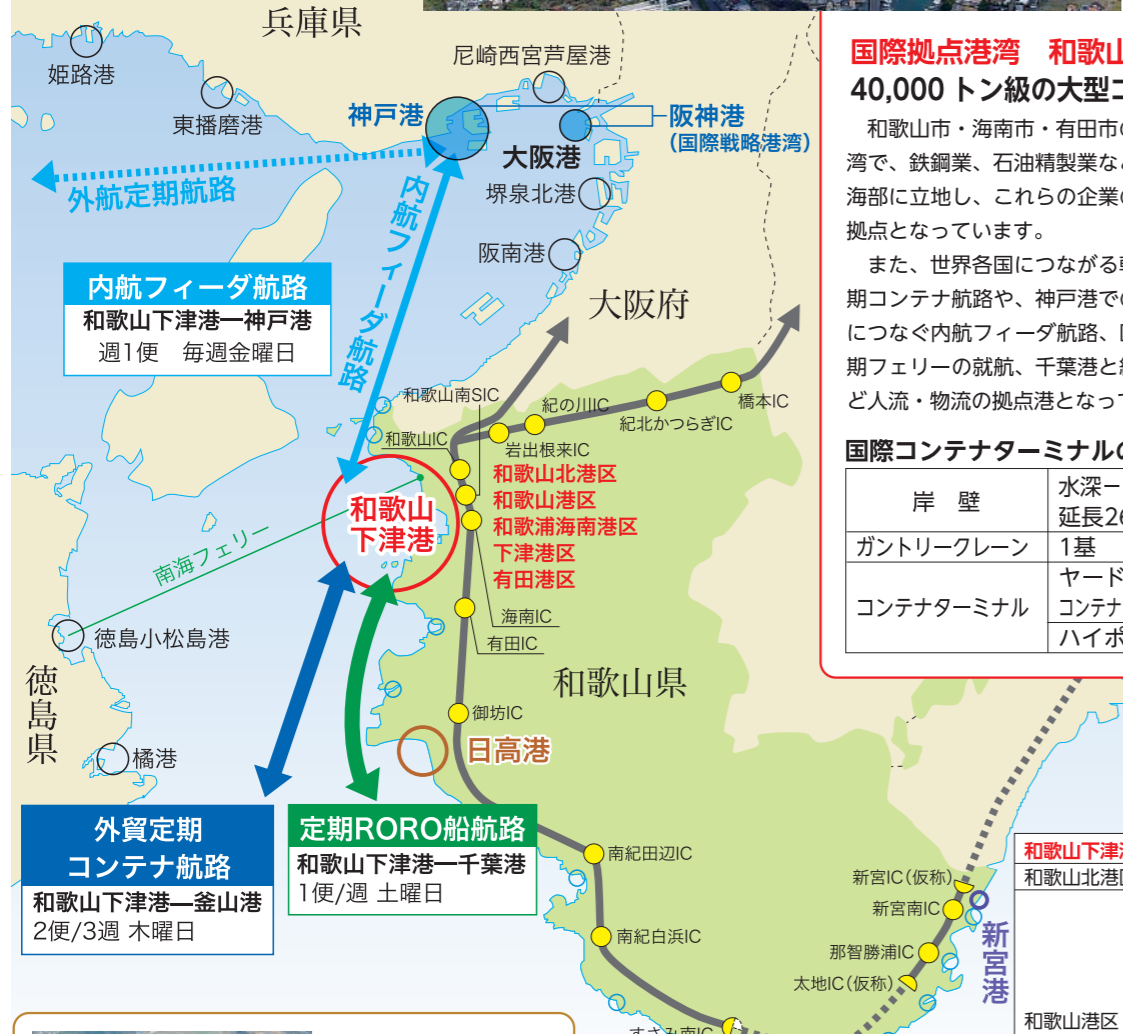 兵庫県
姫路港
東播磨港
尼崎西宮芦屋港
神戸港
阪神港
(国際戦略港湾)
大阪港
外航定期航路
内航フィーダ航路
堺泉北港
阪南港
大阪府
内航フィーダ航路
和歌山下津港―神戸港
週1便　毎週金曜日
和歌山南SIC
和歌山IC
紀の川IC
岩出根来IC
紀北かつらぎIC
橋本IC
和歌山
下津港
和歌山北港区
和歌山港区
和歌浦海南港区
下津港区
有田港区
南海フェリー
徳島小松島港
徳島県
橘港
海南IC
有田IC
和歌山県
御坊IC
日高港
外貿定期
コンテナ航路
和歌山下津港―釜山港
2便/3週 木曜日
定期RORO船航路
和歌山下津港―千葉港
1便/週 土曜日
南紀田辺IC
南紀白浜IC
すさみ南IC
新宮IC(仮称)
新宮南IC
那智勝浦IC
太地IC(仮称)
新宮港
国際拠点港湾　和歌山
40,000 トン級の大型コ
和歌山市・海南市・有田市の
湾で、鉄鋼業、石油精製業な
海部に立地し、これらの企業の
拠点となっています。
また、世界各国につながる
期コンテナ航路や、神戸港での
につなぐ内航フィーダ航路、
期フェリーの就航、千葉港と
ど人流・物流の拠点港となって
国際コンテナターミナルの
岸　壁
水深－
延長26
ガントリークレーン
1基
コンテナターミナル
ヤード
コンテナ
ハイポ
和歌山下津
和歌山北港
和歌山港区